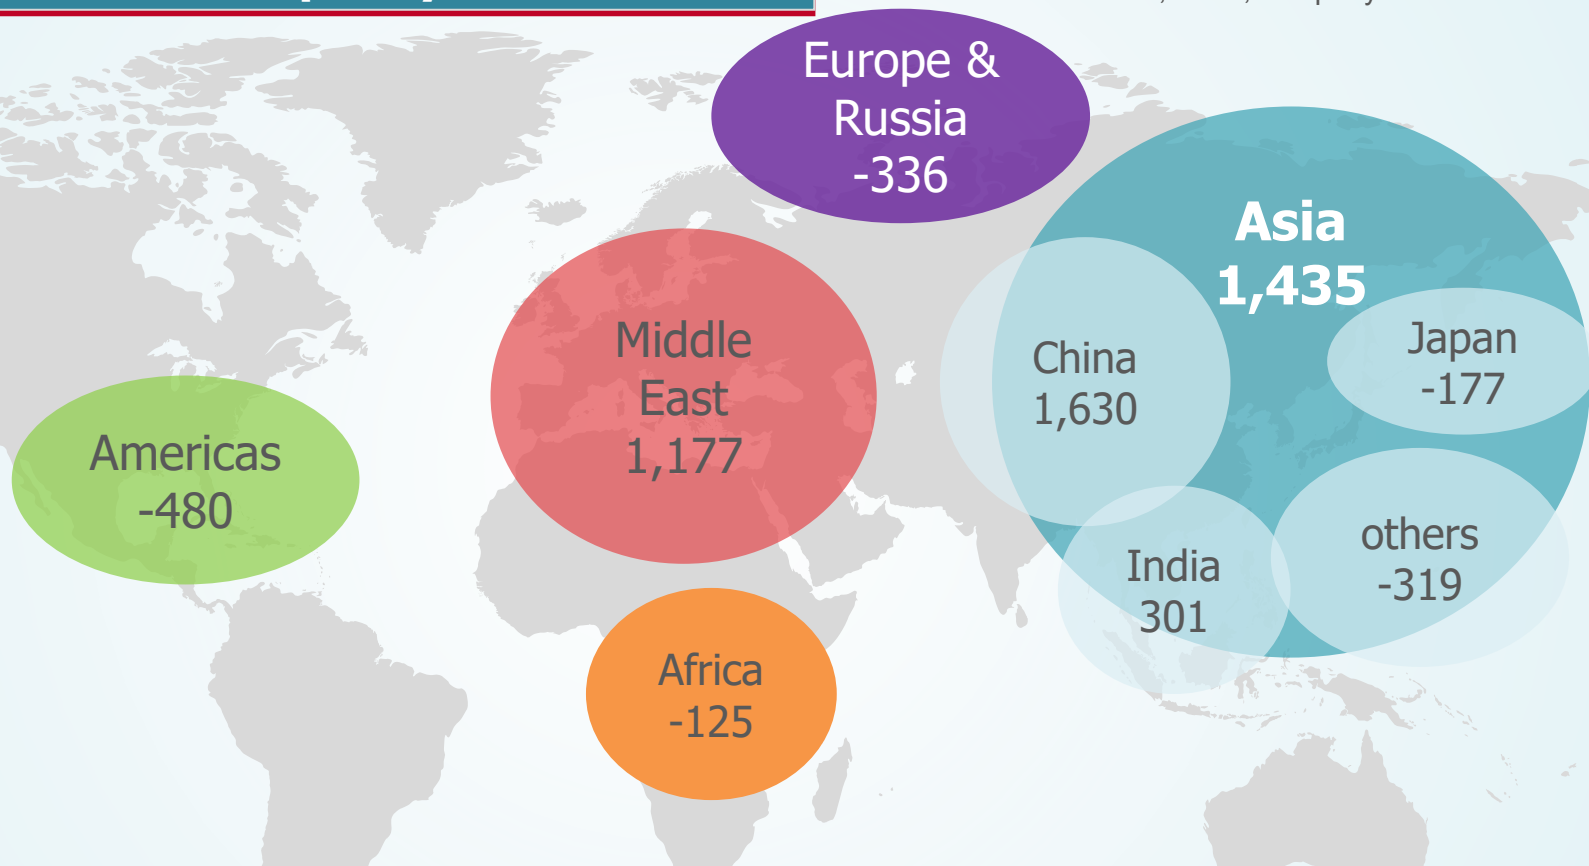 Europe &
Russia
-336
Asia
1,435
Middle
East
1,177
China
1,630
Japan
-177
Americas
-480
India
301
others
-319
Africa
-125